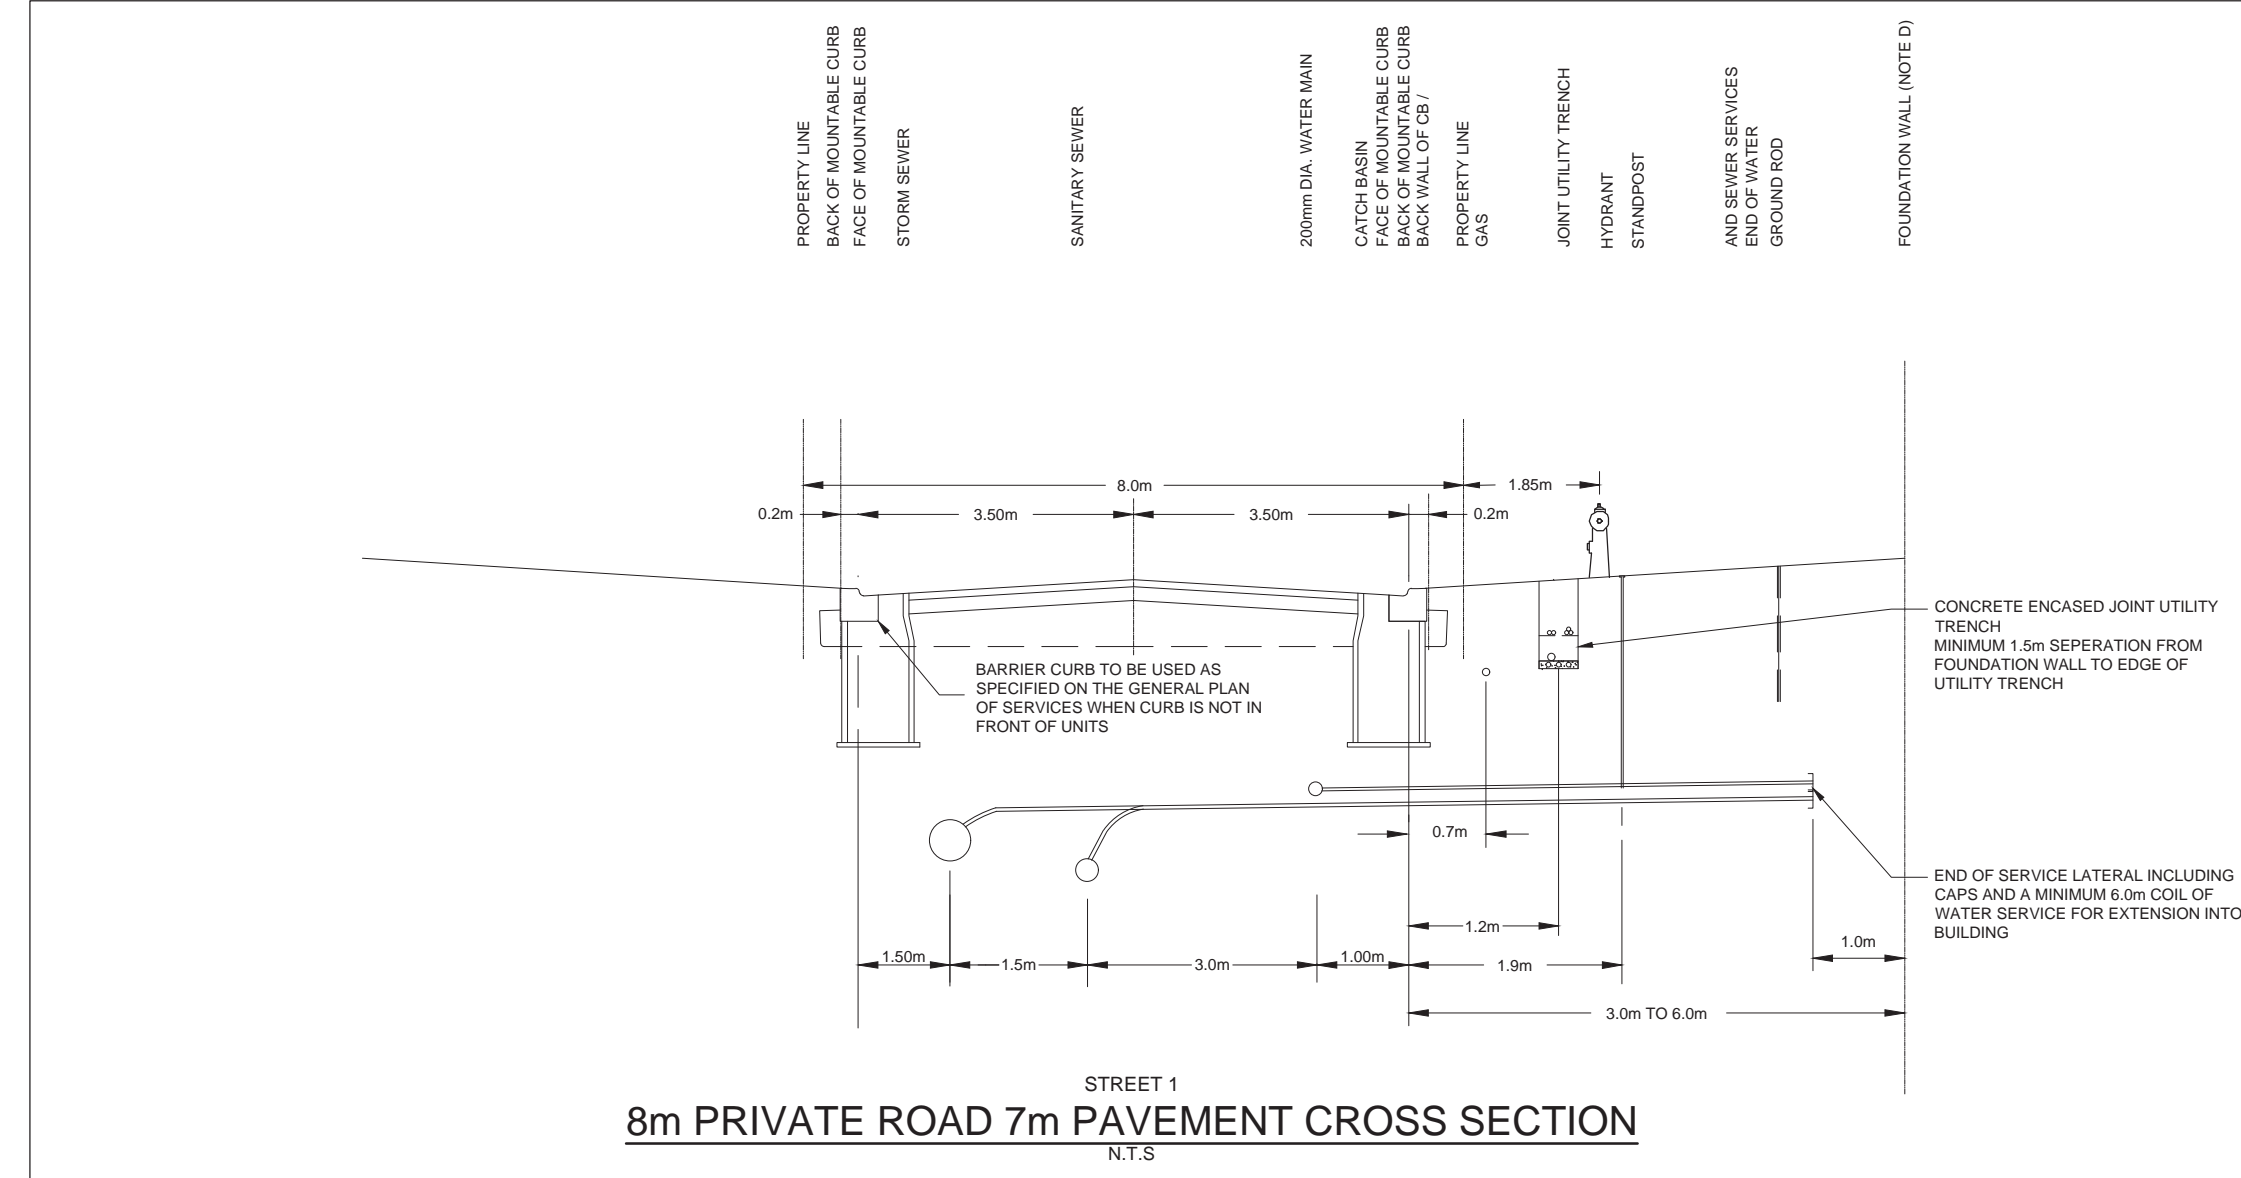 PROPERTY LINE
BACK OF MOUNTABLE CURB
FACE OF MOUNTABLE CURB
STORM SEWER
SANITARY SEWER
200mm DIA. WATER MAIN
CATCH BASIN
FACE OF MOUNTABLE CURB
BACK OF MOUNTABLE CURB
BACK WALL OF CB /
PROPERTY LINE
GAS
JOINT UTILITY TRENCH
HYDRANT
STANDPOST
AND SEWER SERVICES
END OF WATER
GROUND ROD
FOUNDATION WALL (NOTE D)
8.0m
1.85m
0.2m
3.50m
3.50m
0.2m
CONCRETE ENCASED JOINT UTILITY
TRENCH
MINIMUM 1.5m SEPERATION FROM
FOUNDATION WALL TO EDGE OF
UTILITY TRENCH
BARRIER CURB TO BE USED AS
SPECIFIED ON THE GENERAL PLAN
OF SERVICES WHEN CURB IS NOT IN
FRONT OF UNITS
0.7m
END OF SERVICE LATERAL INCLUDING
CAPS AND A MINIMUM 6.0m COIL OF
WATER SERVICE FOR EXTENSION INTO
BUILDING
1.2m
1.50m
1.5m
3.0m
1.00m
1.9m
1.0m
3.0m TO 6.0m
STREET 1
8m PRIVATE ROAD 7m PAVEMENT CROSS SECTION
N.T.S